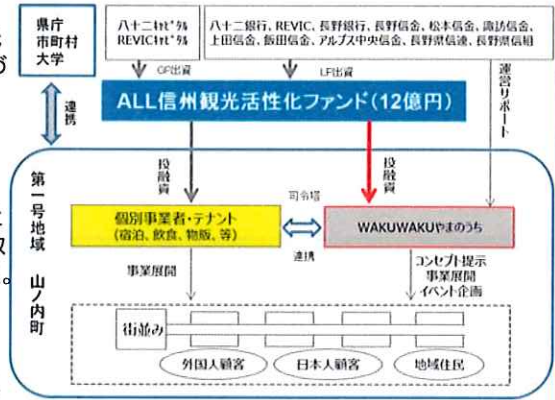 県庁
市町村
大学
八十二ｷｬﾋﾟﾀﾙ
REVICｷｬﾋﾟﾀﾙ
八十二銀行、REVIC、長野銀行、長野信金、松本信金、諏訪信金、
上田信金、飯田信金、アルプス中央信金、長野県信連、長野県信組
GP出資
LP出資
運営サポート
連携
ALL信州観光活性化ファンド（12億円）
投融資
投融資
第一号地域 山ノ内町
個別事業者・テナント
（宿泊、飲食、物販、等）
司令塔
連携
WAKUWAKUやまのうち
事業展開
コンセプト提示
事業展開
イベント企画
街並み
外国人顧客
日本人顧客
地域住民